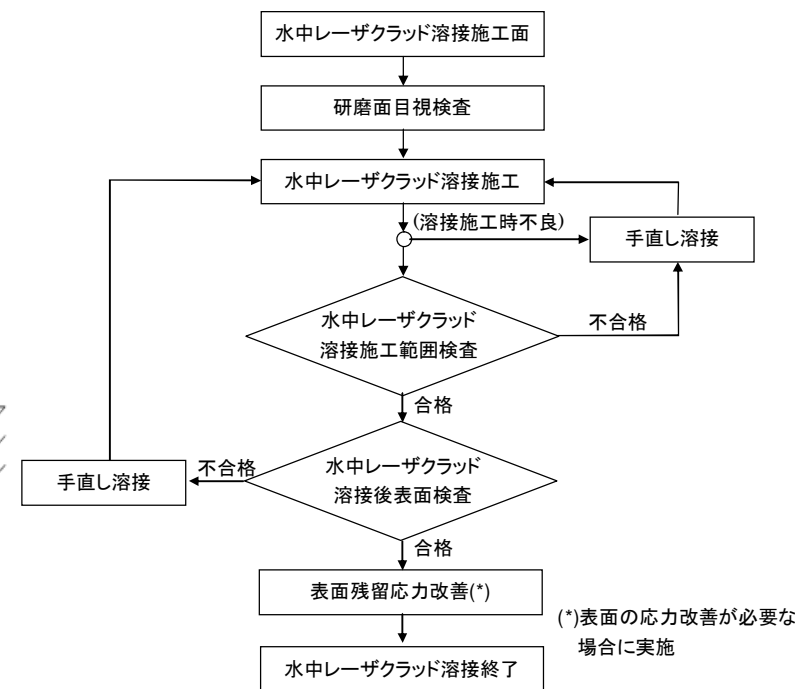 水中レーザクラッド溶接施工面
研磨面目視検査
水中レーザクラッド溶接施工
(溶接施工時不良)
手直し溶接
水中レーザクラッド
溶接施工範囲検査
不合格
合格
水中レーザクラッド
溶接後表面検査
不合格
手直し溶接
合格
表面残留応力改善(*)
(*)表面の応力改善が必要な
場合に実施
水中レーザクラッド溶接終了